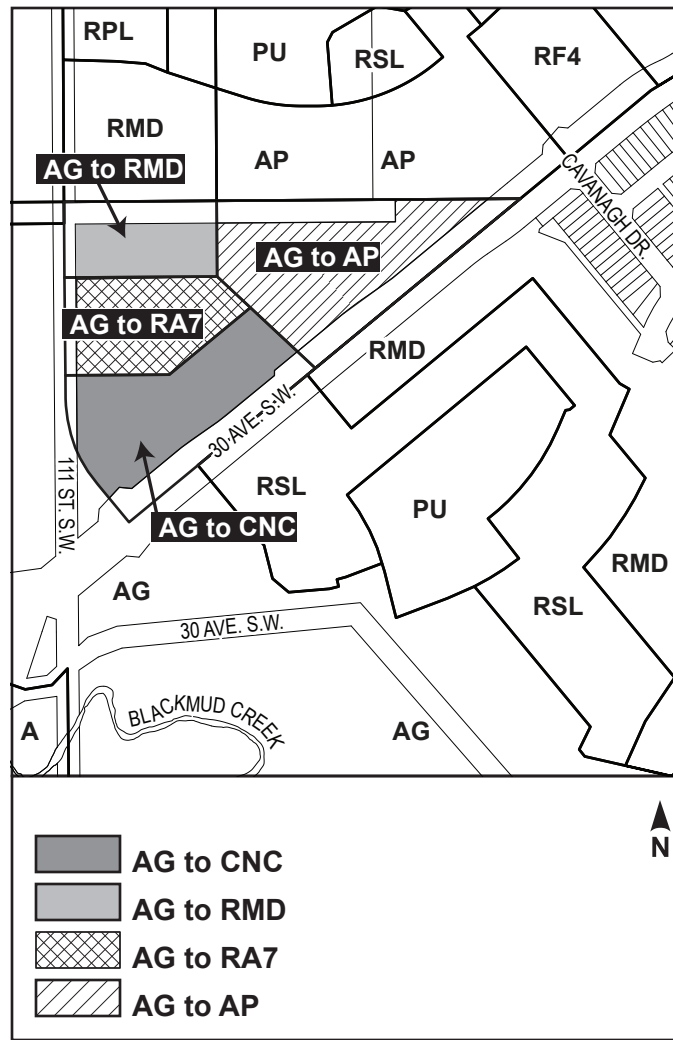 RPL
PU
RSL
RF4
RMD
AP
AP
AG to RMD
CAVANAGH DR.
AG to AP
AG to RA7
RMD
30 AVE. S.W.
111 ST. S.W.
RSL
PU
AG to CNC
RMD
AG
RSL
30 AVE. S.W.
BLACKMUD CREEK
A
AG
N
AG to CNC
AG to RMD
AG to RA7
AG to AP